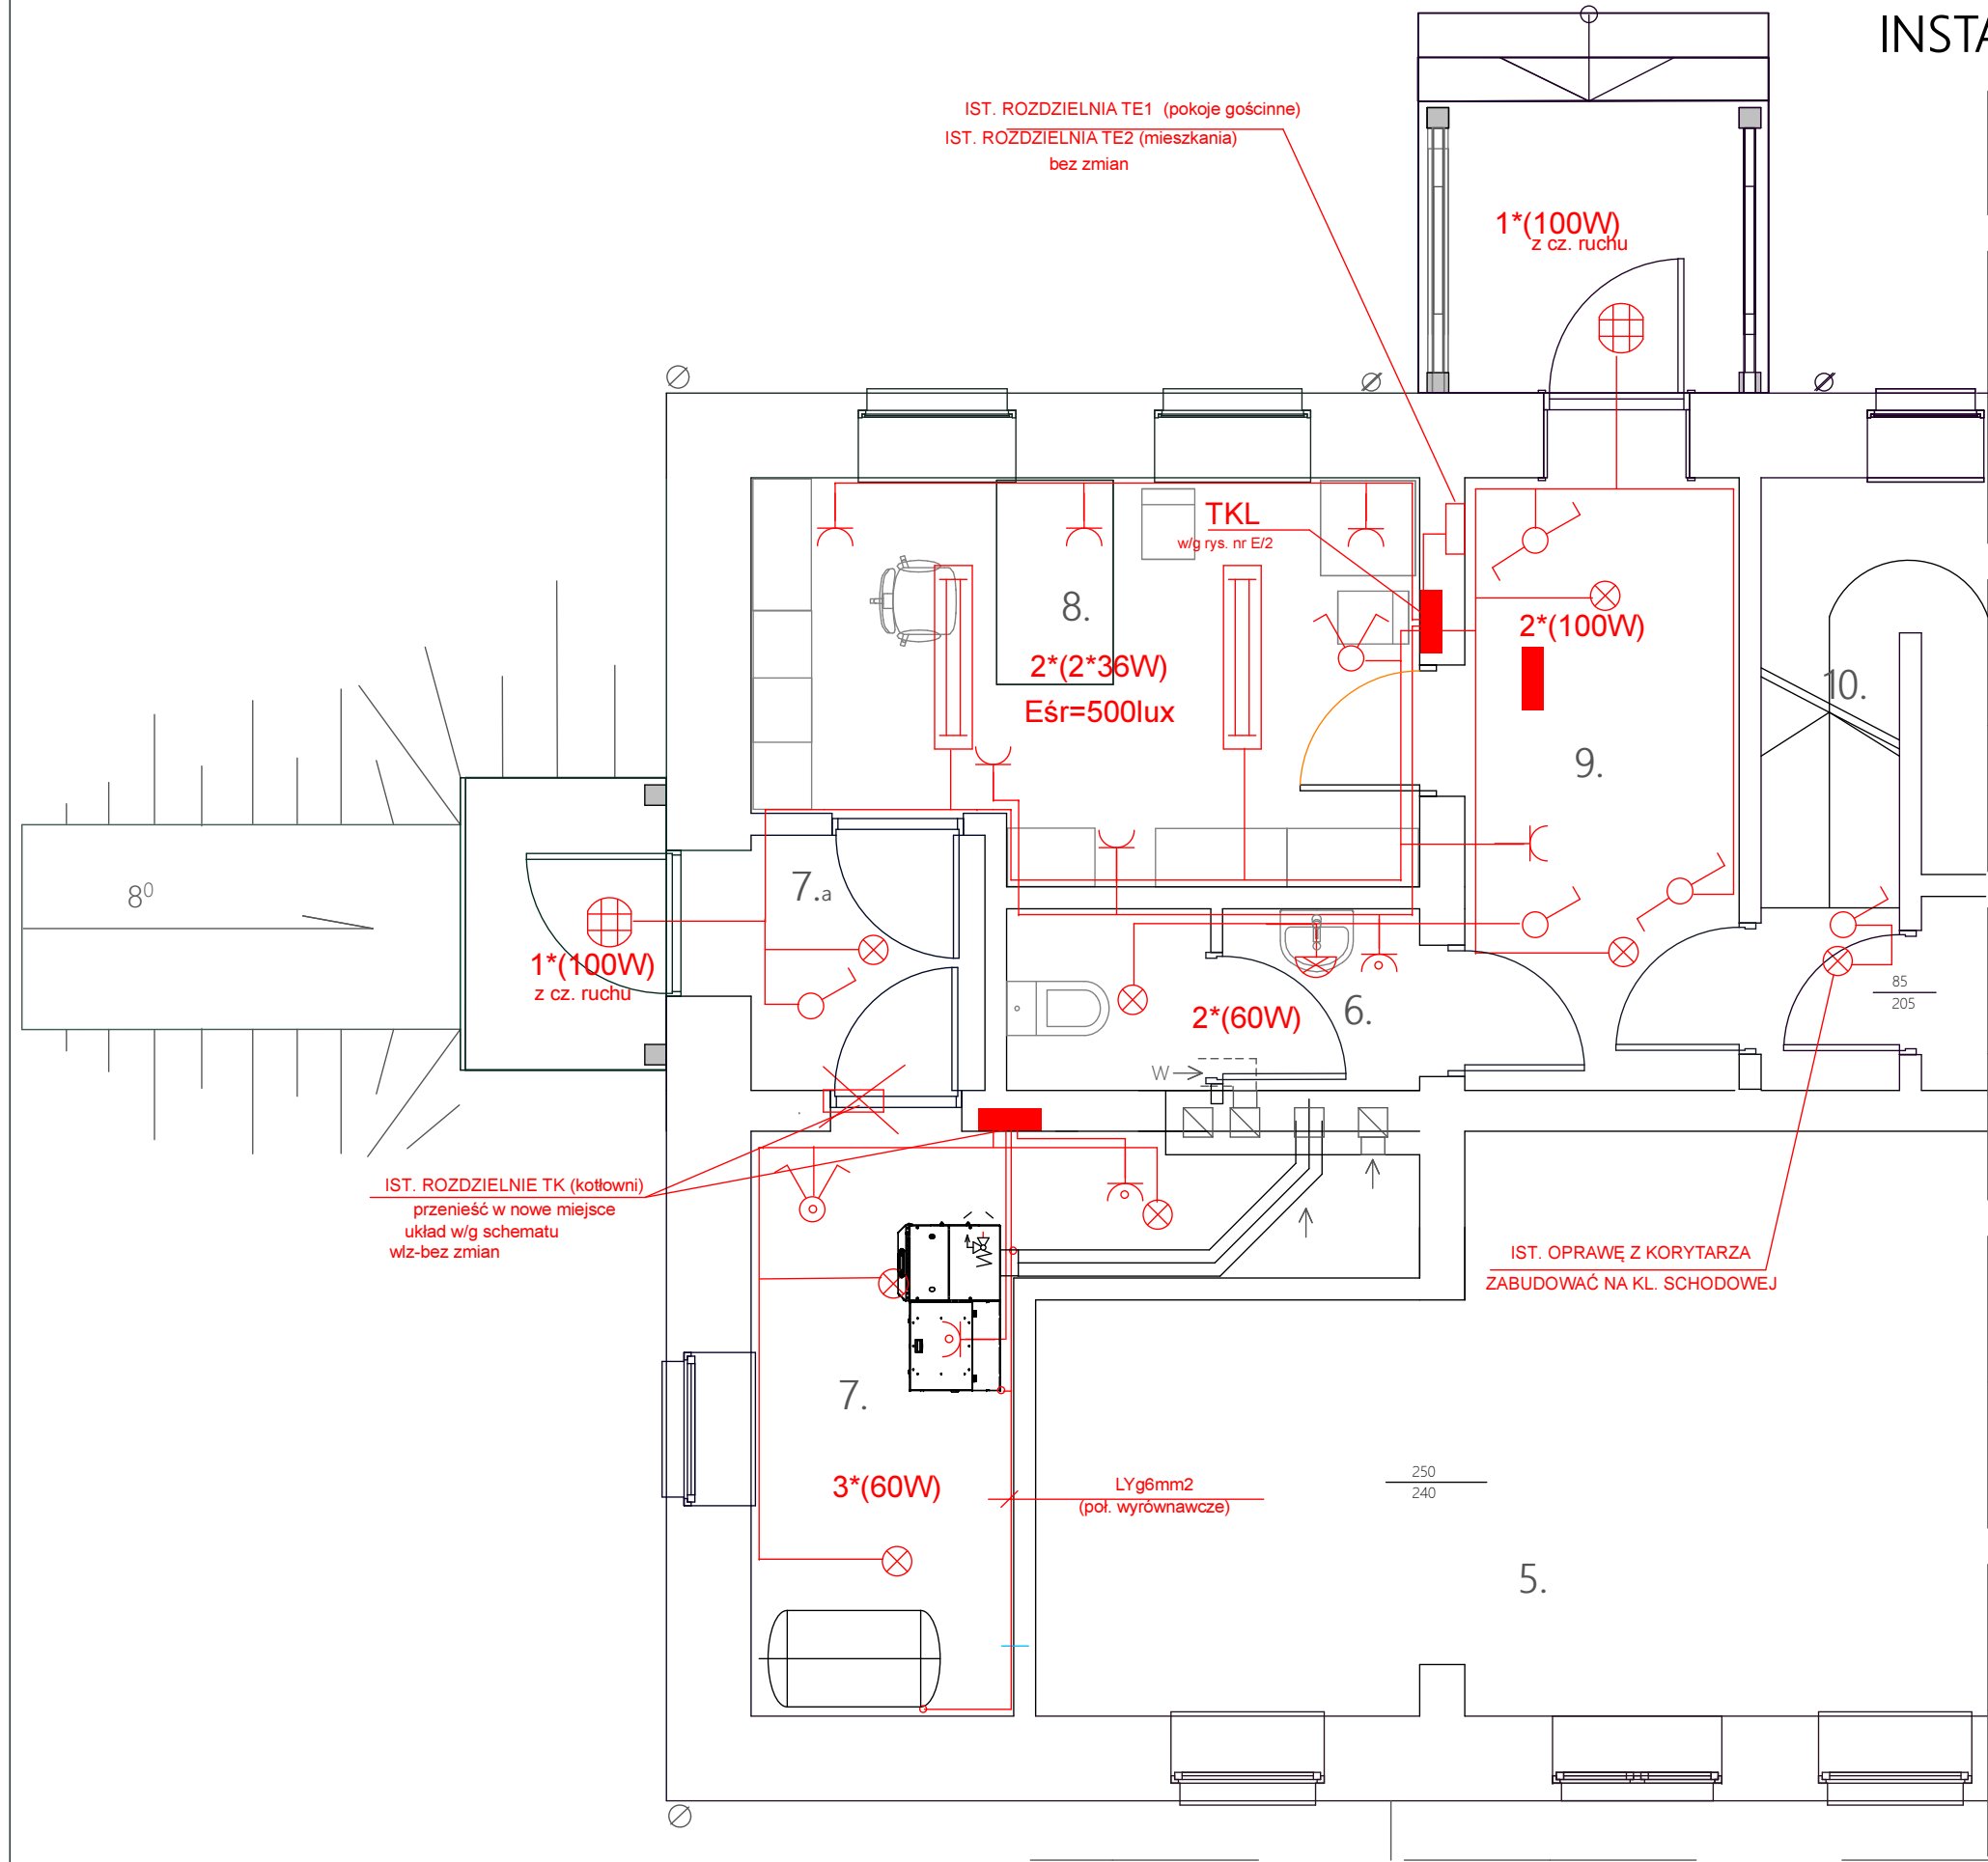 INSTA
IST. ROZDZIELNIA TE1 (pokoje gościnne)
IST. ROZDZIELNIA TE2 (mieszkania)
bez zmian
1*(100W)
z cz. ruchu
TKL
w/g rys. nr E/2
8.
2*(2*36W)
Eśr=500lux
2*(100W)
10.
9.
8⁰
7.a
1*(100W)
z cz. ruchu
2*(60W)
6.
85
205
W
IST. ROZDZIELNIE TK (kotłowni)
przenieść w nowe miejsce
układ w/g schematu
wlz-bez zmian
W
IST. OPRAWĘ Z KORYTARZA
ZABUDOWAĆ NA KL. SCHODOWEJ
7.
3*(60W)
LYg6mm2
(poł. wyrównawcze)
250
240
5.